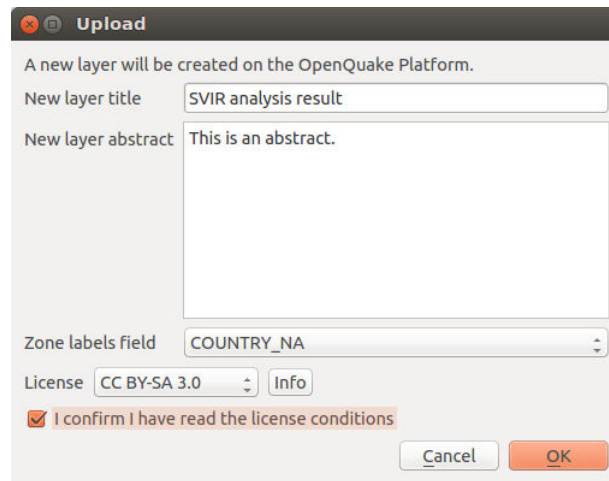 Upload
A new layer will be created on the OpenQuake Platform.
New layer title SVIR analysis result
New layer abstract This is an abstract.
Zone labels field COUNTRY_NA
License CC BY-SA 3.0 Info
I confirm I have read the license conditions
Cancel OK